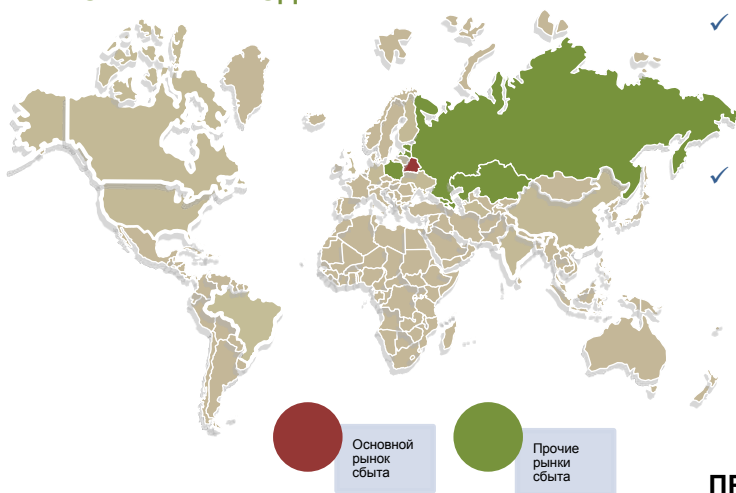 Основной
рынок
сбыта
Прочие
рынки
сбыта